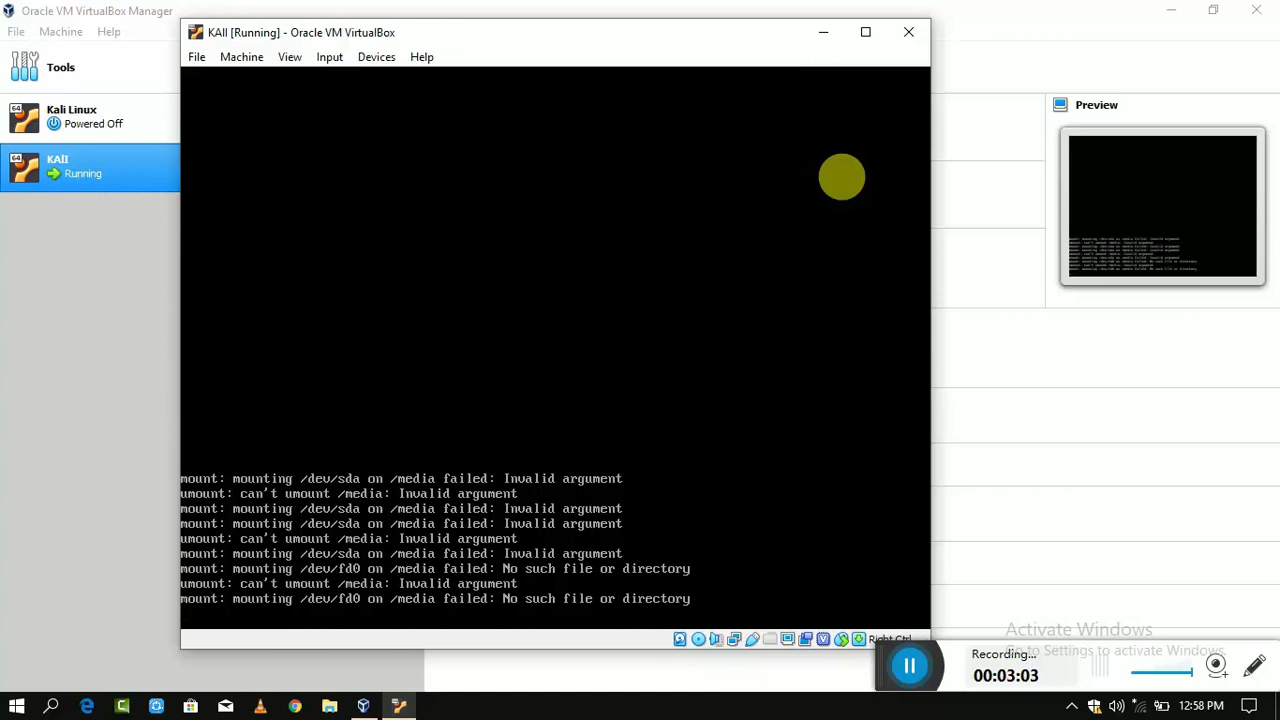 Oracle VM VirtualBox Manager
File Machine Help
Tools
64
Kali Linux
Powered Off
64
KAlI
Running
KAlI [Running] - Oracle VM VirtualBox
File Machine View Input Devices Help
mount: mounting /dev/sda on /media failed: Invalid argument
umount: can't umount /media: Invalid argument
mount: mounting /dev/sda on /media failed: Invalid argument
mount: mounting /dev/sda on /media failed: Invalid argument
umount: can't umount /media: Invalid argument
mount: mounting /dev/sda on /media failed: Invalid argument
mount: mounting /dev/fd0 on /media failed: No such file or directory
umount: can't umount /media: Invalid argument
mount: mounting /dev/fd0 on /media failed: No such file or directory
Right Ctrl
Preview
Activate Windows
Go to Settings to activate Windows.
Recording...
00:03:03
12:58 PM